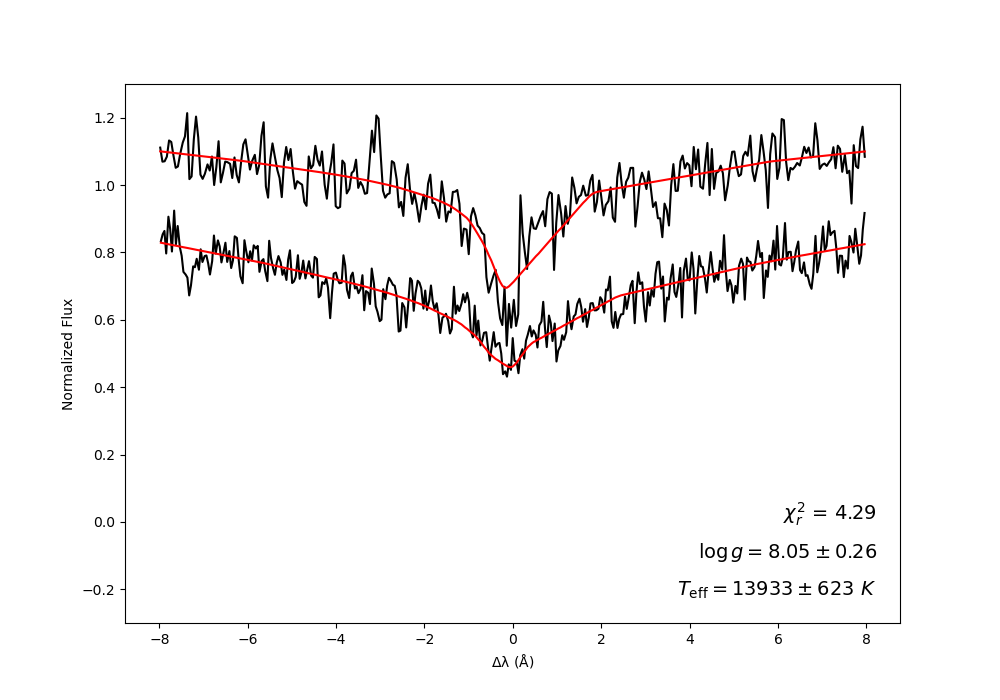 1.2
1.0
0.8
0.6
0.4
0.2
0.0
−0.2
Normalized Flux
χ²ᵣ = 4.29
log g = 8.05 ± 0.26
T_eff = 13933 ± 623 K
−8 −6 −4 −2 0 2 4 6 8
Δλ (Å)